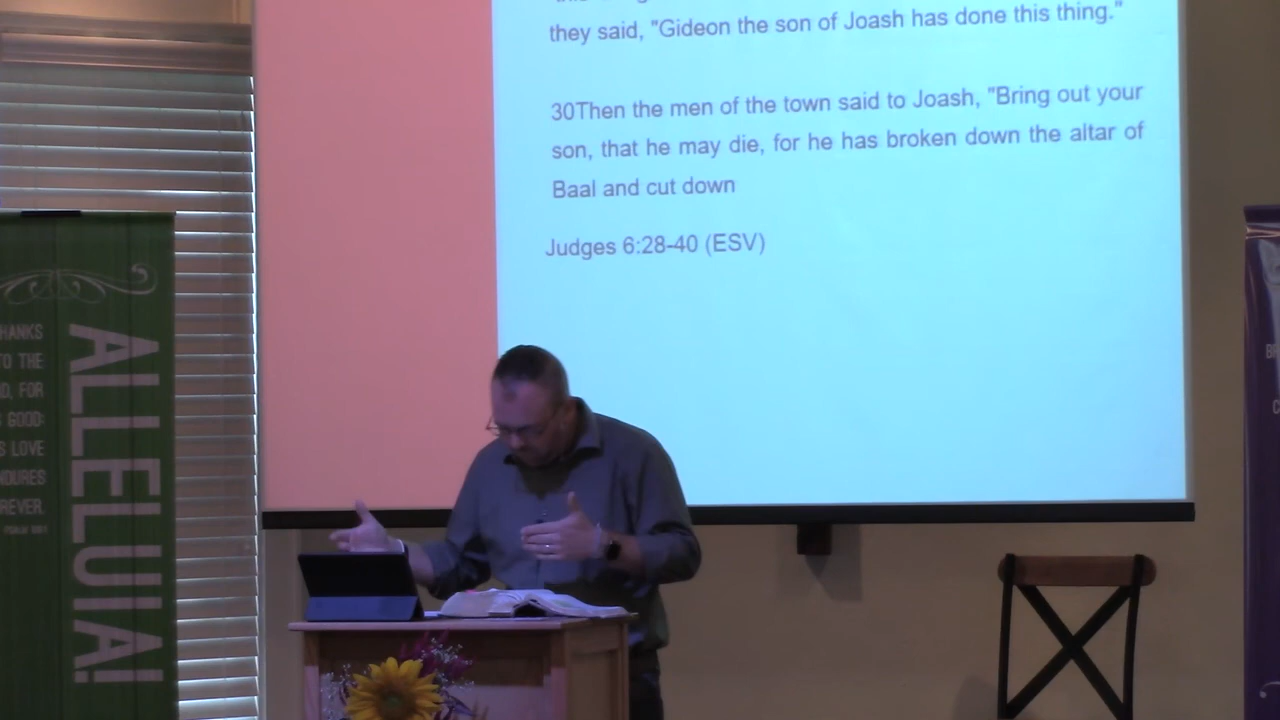 they said, "Gideon the son of Joash has done this thing."
30Then the men of the town said to Joash, "Bring out your
son, that he may die, for he has broken down the altar of
Baal and cut down
Judges 6:28-40 (ESV)
HANKS
TO THE
D, FOR
GOOD:
S LOVE
NDURES
REVER.
ALLELUIA!